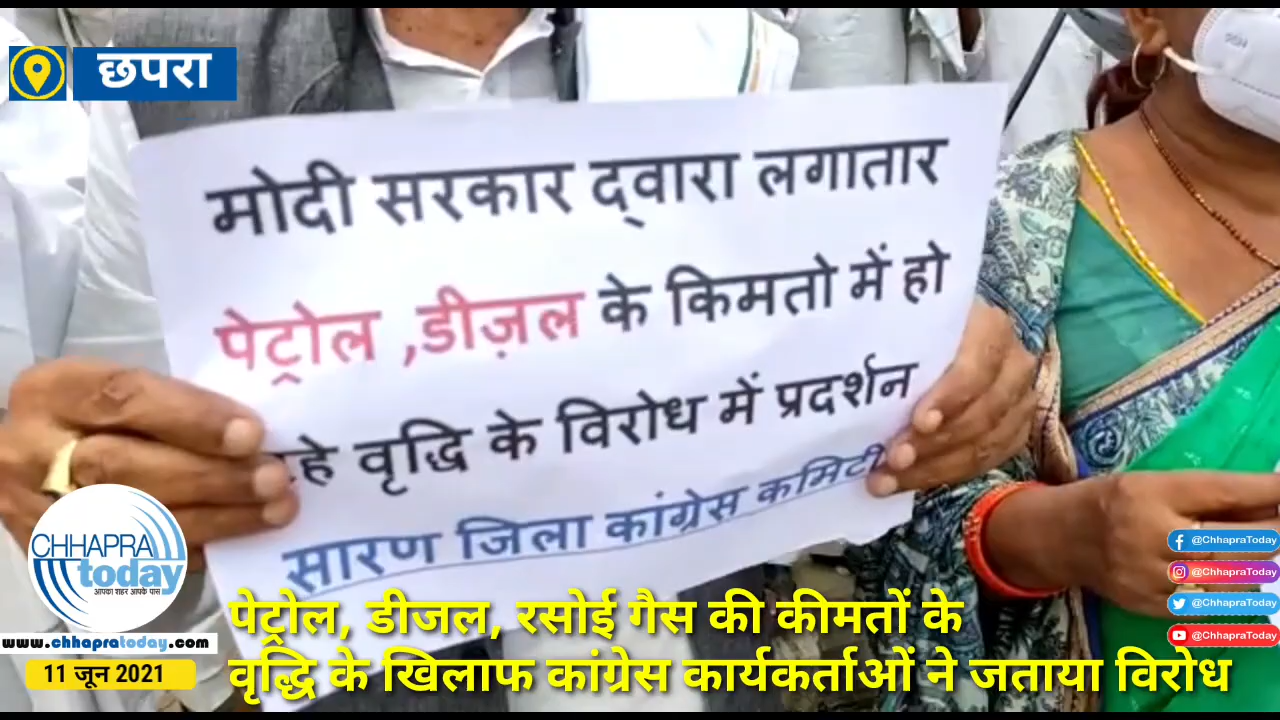 छपरा
मोदी सरकार द्वारा लगातार
पेट्रोल ,डीज़ल के किमतो में हो
रहे वृद्धि के विरोध में प्रदर्शन
सारण जिला कांग्रेस कमिटी
CHHAPRA
today
आपका शहर आपके पास
www.chhapratoday.com
11 जून 2021
पेट्रोल, डीजल, रसोई गैस की कीमतों के
वृद्धि के खिलाफ कांग्रेस कार्यकर्ताओं ने जताया विरोध
@ChhapraToday
@ChhapraToday
@ChhapraToday
@ChhapraToday